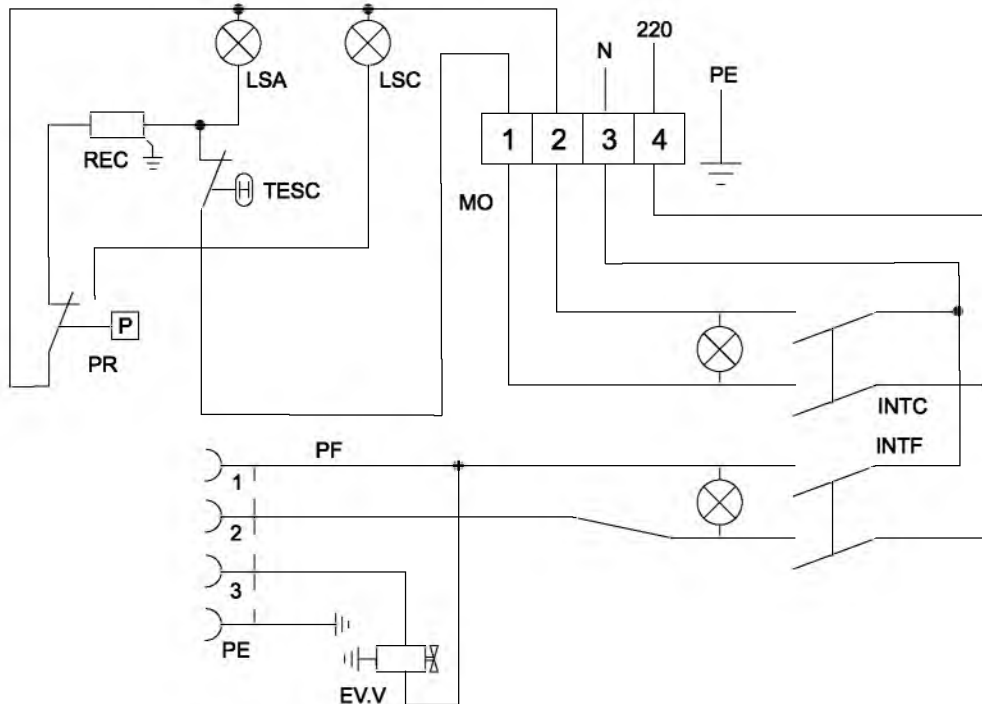 220
N
PE
LSA
LSC
1 2 3 4
REC
TESC
MO
P
PR
INTC
INTF
PF
1
2
3
PE
EV.V
H